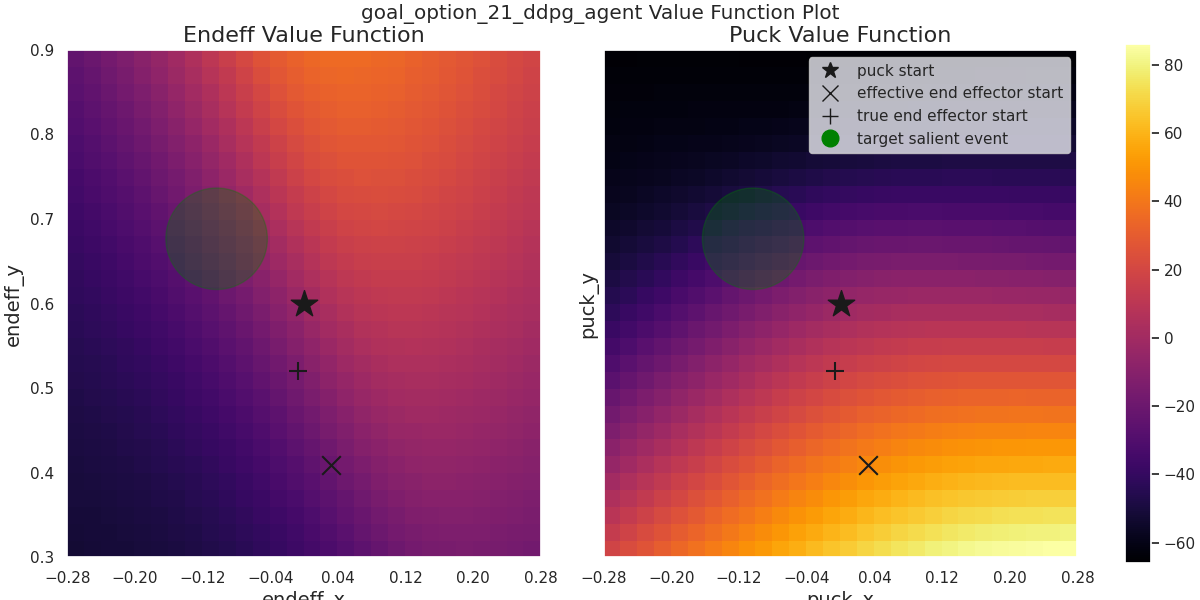 goal_option_21_ddpg_agent Value Function Plot
Endeff Value Function
Puck Value Function
0.9
0.8
0.7
0.6
0.5
0.4
0.3
endeff_y
−0.28 −0.20 −0.12 −0.04 0.04 0.12 0.20 0.28
endeff_x
puck start
effective end effector start
true end effector start
target salient event
puck_y
−0.28 −0.20 −0.12 −0.04 0.04 0.12 0.20 0.28
puck_x
80
60
40
20
0
−20
−40
−60